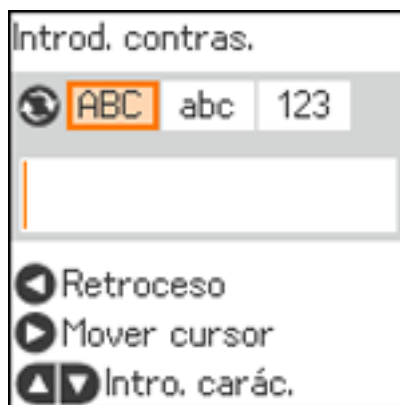 Introd. contras.
ABC abc 123
Retroceso
Mover cursor
Intro. carác.